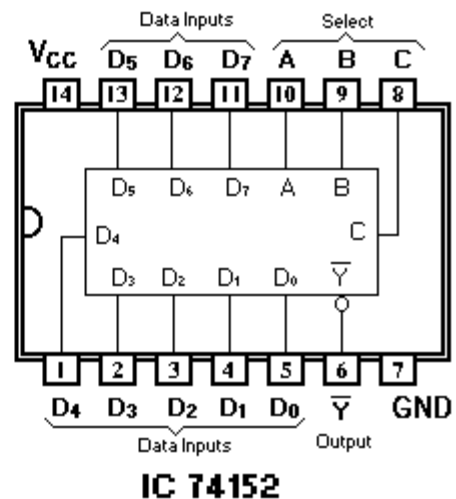 Data Inputs Select
VCC D5 D6 D7 A B C
14 13 12 11 10 9 8
D5 D6 D7 A B
D4 C
D3 D2 D1 D0 Y̅
1 2 3 4 5 6 7
D4 D3 D2 D1 D0 Y̅ GND
Data Inputs Output
IC 74152